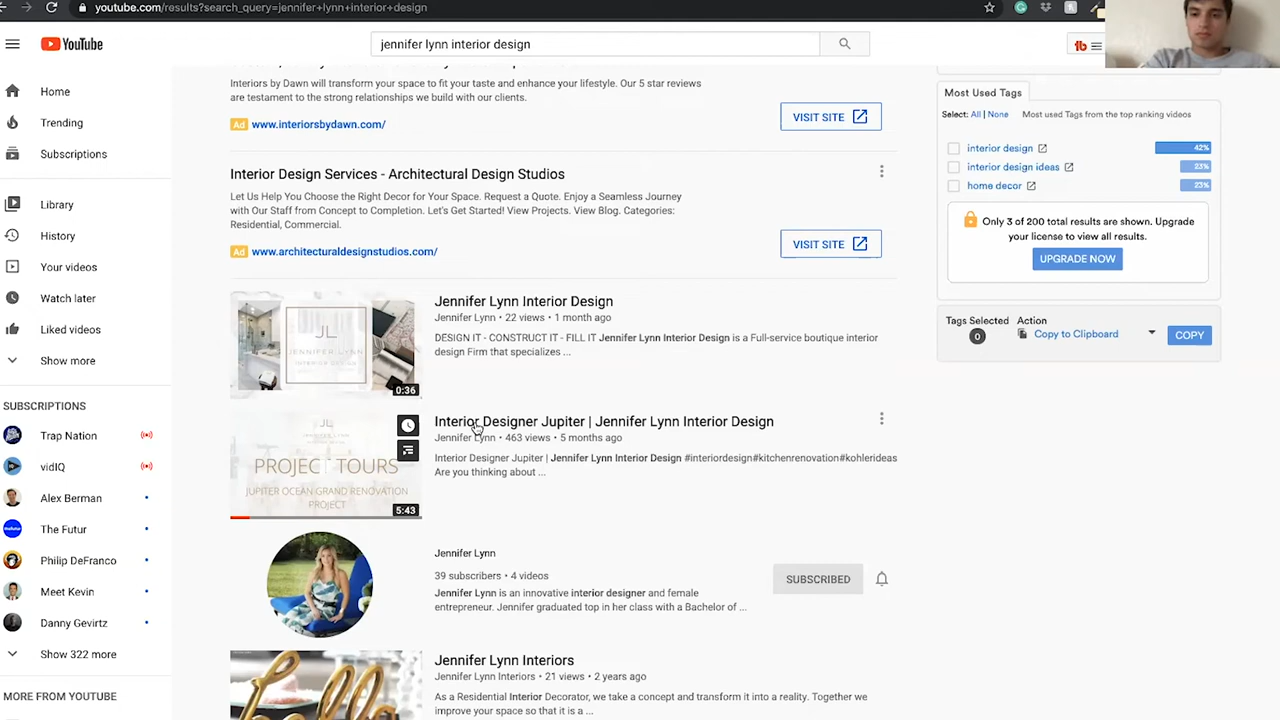 youtube.com/results?search_query=jennifer+lynn+interior+design
YouTube
jennifer lynn interior design
Home
Trending
Subscriptions
Library
History
Your videos
Watch later
Liked videos
Show more
SUBSCRIPTIONS
Trap Nation
vidIQ
Alex Berman
The Futur
Philip DeFranco
Meet Kevin
Danny Gevirtz
Show 322 more
MORE FROM YOUTUBE
Interiors by Dawn will transform your space to fit your taste and enhance your lifestyle. Our 5 star reviews
are testament to the strong relationships we build with our clients.
Ad www.interiorsbydawn.com/
VISIT SITE
Interior Design Services - Architectural Design Studios
Let Us Help You Choose the Right Decor for Your Space. Request a Quote. Enjoy a Seamless Journey
with Our Staff from Concept to Completion. Let's Get Started! View Projects. View Blog. Categories:
Residential, Commercial.
Ad www.architecturaldesignstudios.com/
VISIT SITE
JL
JENNIFER LYNN
INTERIOR DESIGN
0:36
Jennifer Lynn Interior Design
Jennifer Lynn • 22 views • 1 month ago
DESIGN IT - CONSTRUCT IT - FILL IT Jennifer Lynn Interior Design is a Full-service boutique interior
design Firm that specializes ...
JL
JENNIFER LYNN
PROJECT TOURS
JUPITER OCEAN GRAND RENOVATION
PROJECT
5:43
Interior Designer Jupiter | Jennifer Lynn Interior Design
Jennifer Lynn • 463 views • 5 months ago
Interior Designer Jupiter | Jennifer Lynn Interior Design #interiordesign#kitchenrenovation#kohlerideas
Are you thinking about ...
Jennifer Lynn
39 subscribers • 4 videos
Jennifer Lynn is an innovative interior designer and female
entrepreneur. Jennifer graduated top in her class with a Bachelor of ...
SUBSCRIBED
hello
Jennifer Lynn Interiors
Jennifer Lynn Interiors • 21 views • 2 years ago
As a Residential Interior Decorator, we take a concept and transform it into a reality. Together we
improve your space so that it is a ...
tb
Most Used Tags
Select: All | None Most used Tags from the top ranking videos
interior design 42%
interior design ideas 23%
home decor 23%
Only 3 of 200 total results are shown. Upgrade
your license to view all results.
UPGRADE NOW
Tags Selected
0
Action
Copy to Clipboard
COPY